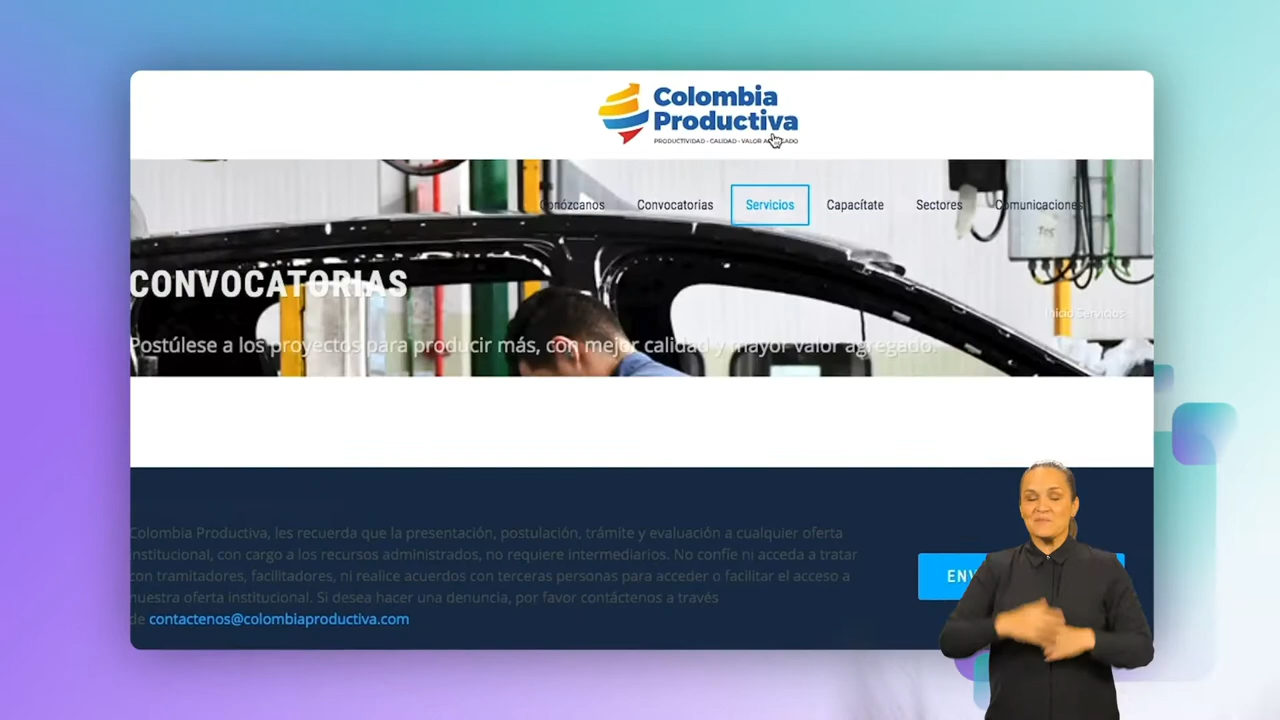 Colombia
Productiva
PRODUCTIVIDAD - CALIDAD - VALOR AGREGADO
Conózcanos Convocatorias Servicios Capacítate Sectores Comunicaciones
CONVOCATORIAS
Inicio Servicios
Postúlese a los proyectos para producir más, con mejor calidad y mayor valor agregado.
Colombia Productiva, les recuerda que la presentación, postulación, trámite y evaluación a cualquier oferta
institucional, con cargo a los recursos administrados, no requiere intermediarios. No confíe ni acceda a tratar
con tramitadores, facilitadores, ni realice acuerdos con terceras personas para acceder o facilitar el acceso a
nuestra oferta institucional. Si desea hacer una denuncia, por favor contáctenos a través
de contactenos@colombiaproductiva.com
ENV